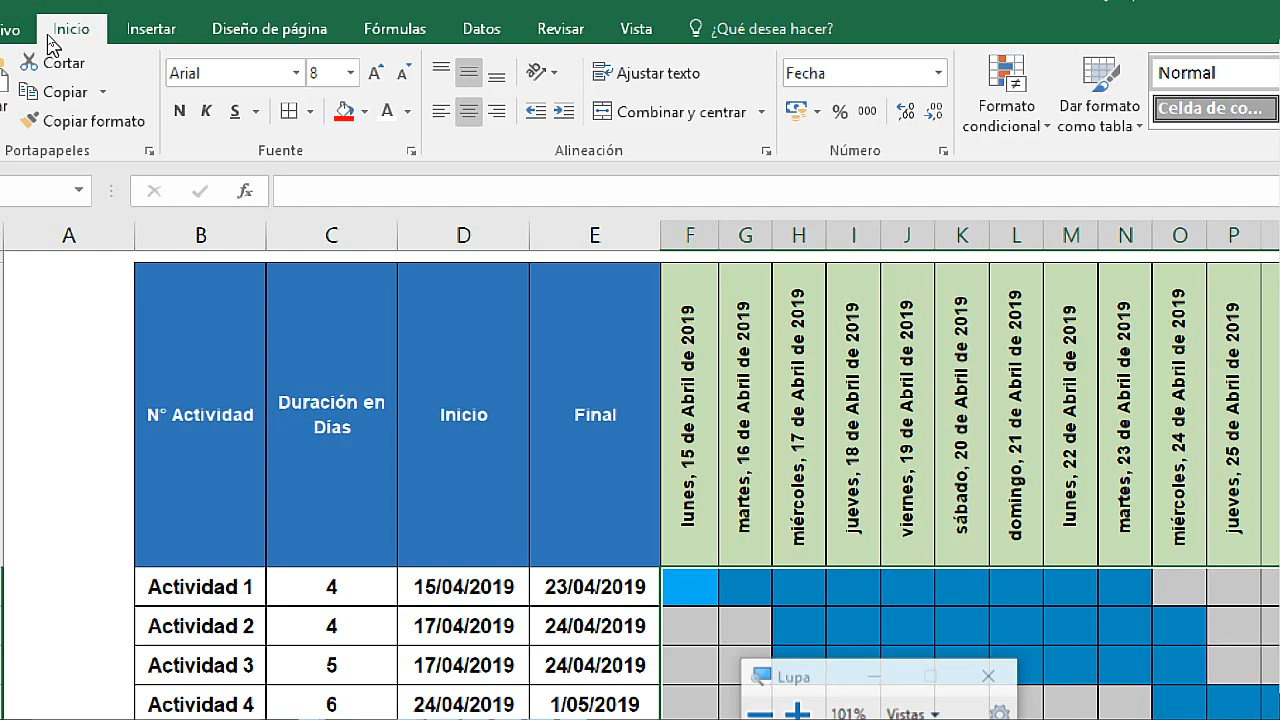 ivo Inicio Insertar Diseño de página Fórmulas Datos Revisar Vista ¿Qué desea hacer?
Cortar
Copiar
Copiar formato
Portapapeles
Arial 8
N K S A
Fuente
Ajustar texto
Combinar y centrar
Alineación
Fecha
% 000
Número
Formato condicional
Dar formato como tabla
Normal
Celda de co...
fx
A B C D E F G H I J K L M N O P
N° Actividad
Duración en
Días
Inicio
Final
lunes, 15 de Abril de 2019
martes, 16 de Abril de 2019
miércoles, 17 de Abril de 2019
jueves, 18 de Abril de 2019
viernes, 19 de Abril de 2019
sábado, 20 de Abril de 2019
domingo, 21 de Abril de 2019
lunes, 22 de Abril de 2019
martes, 23 de Abril de 2019
miércoles, 24 de Abril de 2019
jueves, 25 de Abril de 2019
Actividad 1 4 15/04/2019 23/04/2019
Actividad 2 4 17/04/2019 24/04/2019
Actividad 3 5 17/04/2019 24/04/2019
Actividad 4 6 24/04/2019 1/05/2019
Lupa
101% Vistas